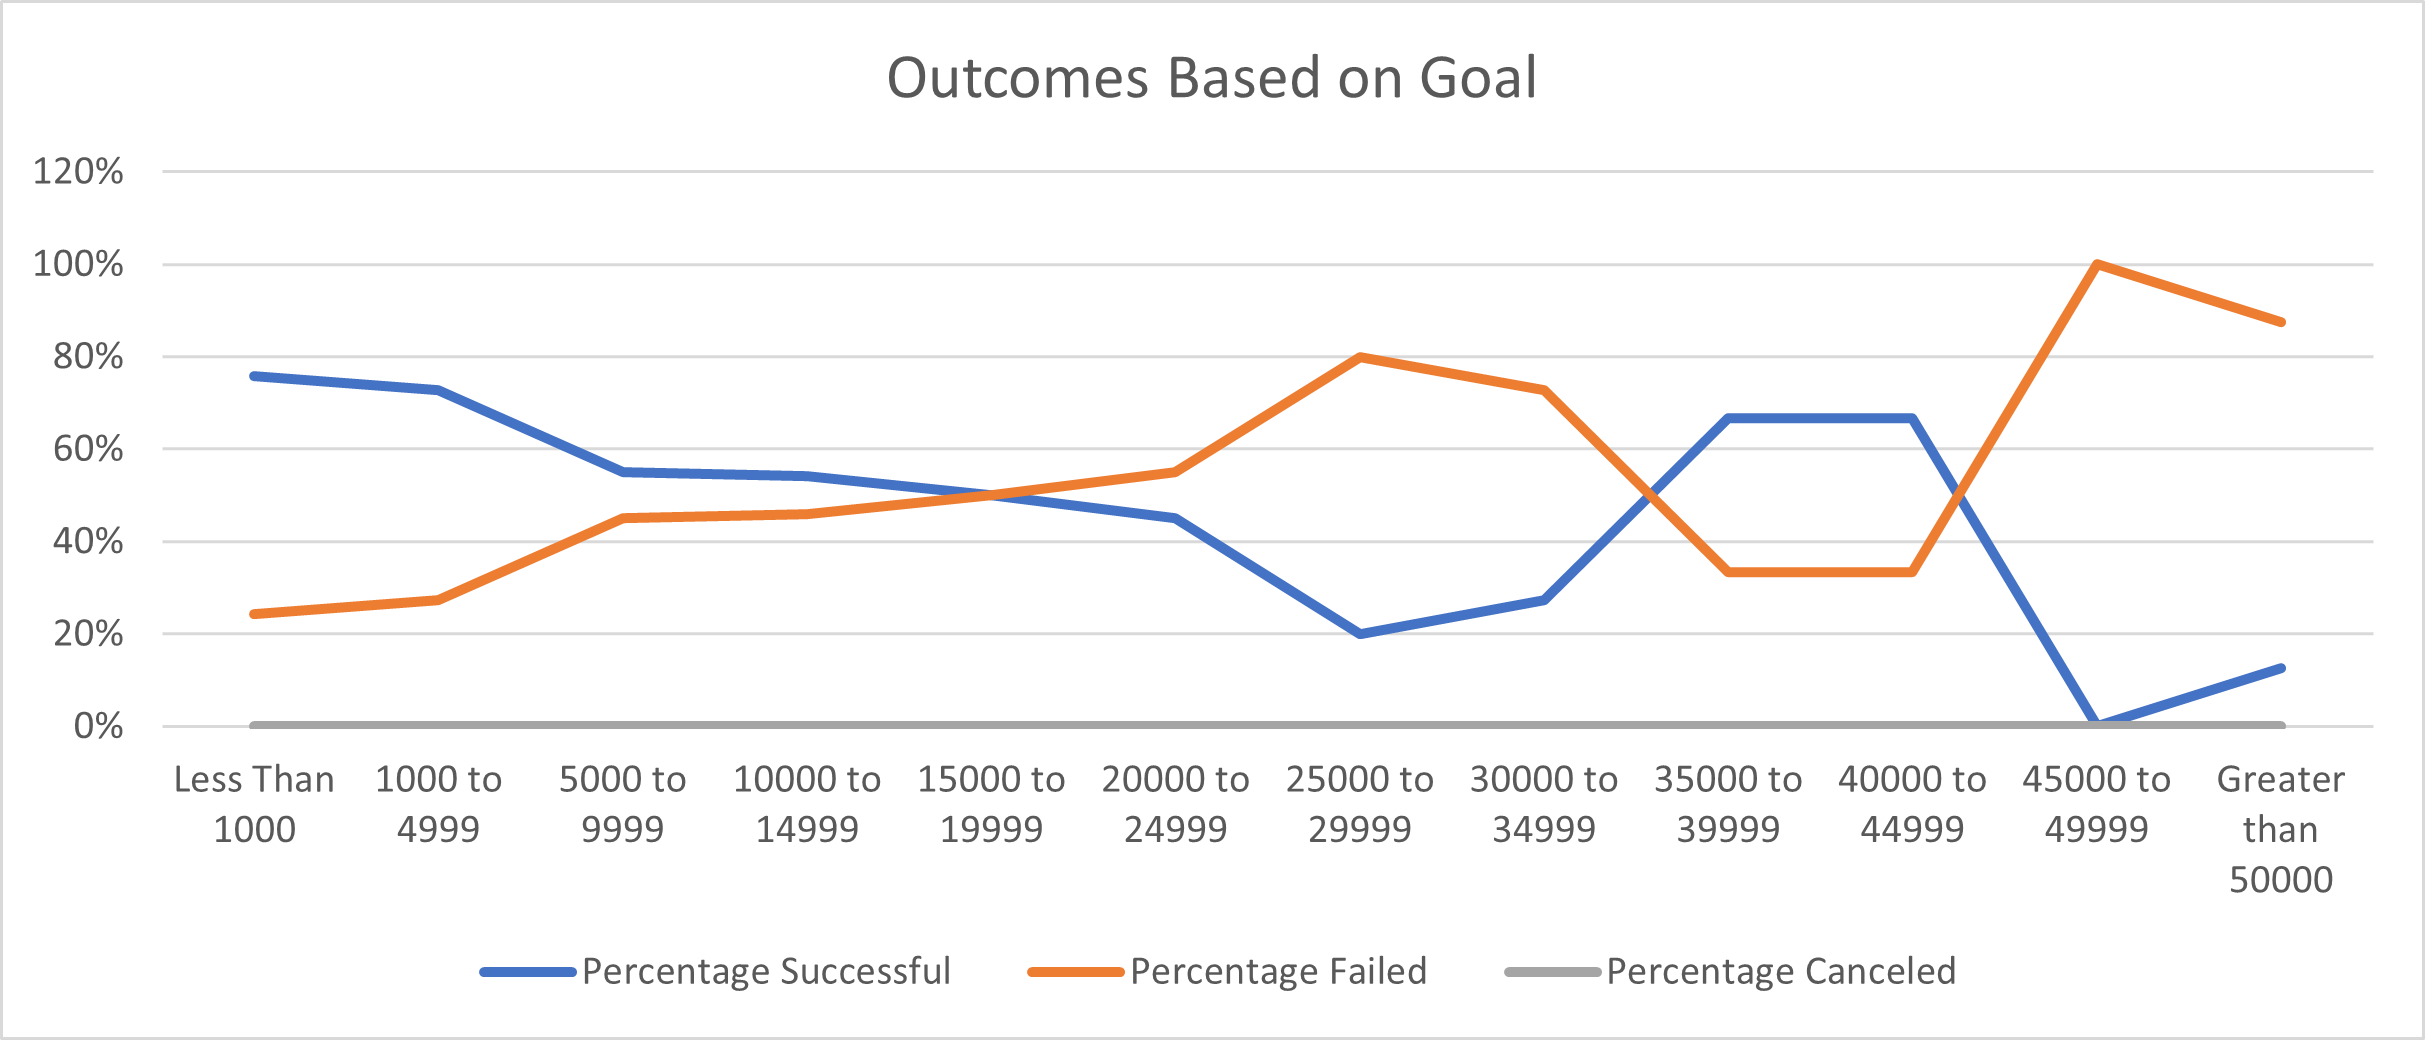 Outcomes Based on Goal
120%
100%
80%
60%
40%
20%
0%
Less Than
1000
1000 to
4999
5000 to
9999
10000 to
14999
15000 to
19999
20000 to
24999
25000 to
29999
30000 to
34999
35000 to
39999
40000 to
44999
45000 to
49999
Greater
than
50000
Percentage Successful
Percentage Failed
Percentage Canceled